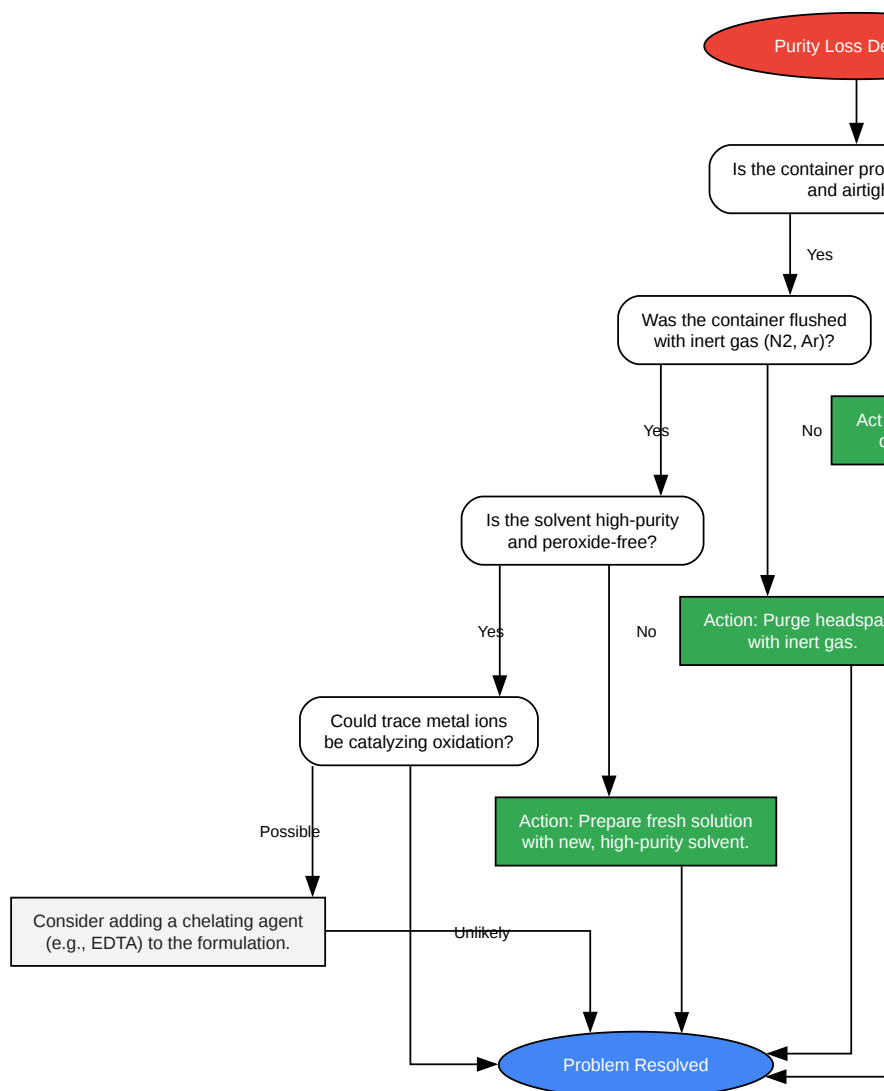 Purity Loss De
Is the container pro
and airtigh
Yes
Was the container flushed
with inert gas (N2, Ar)?
Yes
No
Act
Is the solvent high-purity
and peroxide-free?
Yes
No
Action: Purge headspa
with inert gas.
Could trace metal ions
be catalyzing oxidation?
Possible
Action: Prepare fresh solution
with new, high-purity solvent.
Consider adding a chelating agent
(e.g., EDTA) to the formulation.
Unlikely
Problem Resolved